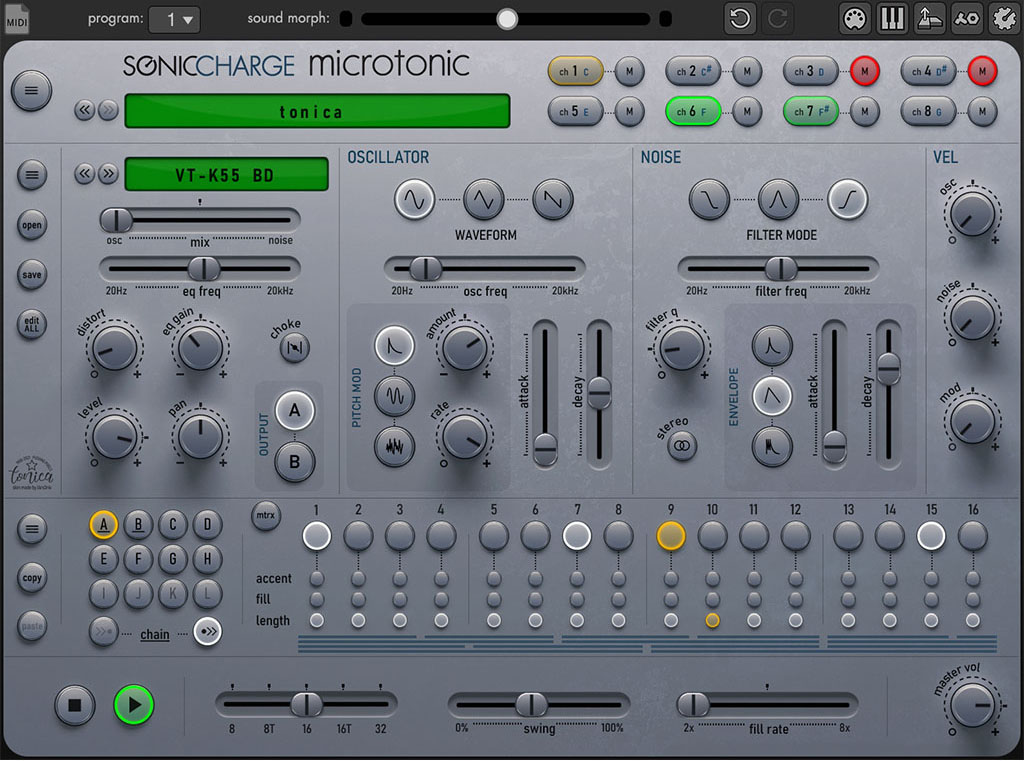 MIDI program: 1 sound morph:
SONICCHARGE microtonic
ch 1 C M ch 2 C# M ch 3 D M ch 4 D# M
tonica
ch 5 E M ch 6 F M ch 7 F# M ch 8 G M
OSCILLATOR NOISE VEL
VT-K55 BD
open
osc mix noise
WAVEFORM FILTER MODE
osc
save
20Hz eq freq 20kHz
20Hz osc freq 20kHz
20Hz filter freq 20kHz
noise
edit ALL
distort eq gain choke
amount
filter q
level pan
OUTPUT A B
PITCH MOD
rate
attack decay
stereo
ENVELOPE
attack decay
mod
tonica
mtrx 1 2 3 4 5 6 7 8 9 10 11 12 13 14 15 16
A B C D
E F G H
I J K L
copy
paste
chain
accent
fill
length
8 8T 16 16T 32
0% swing 100%
2x fill rate 8x
master vol